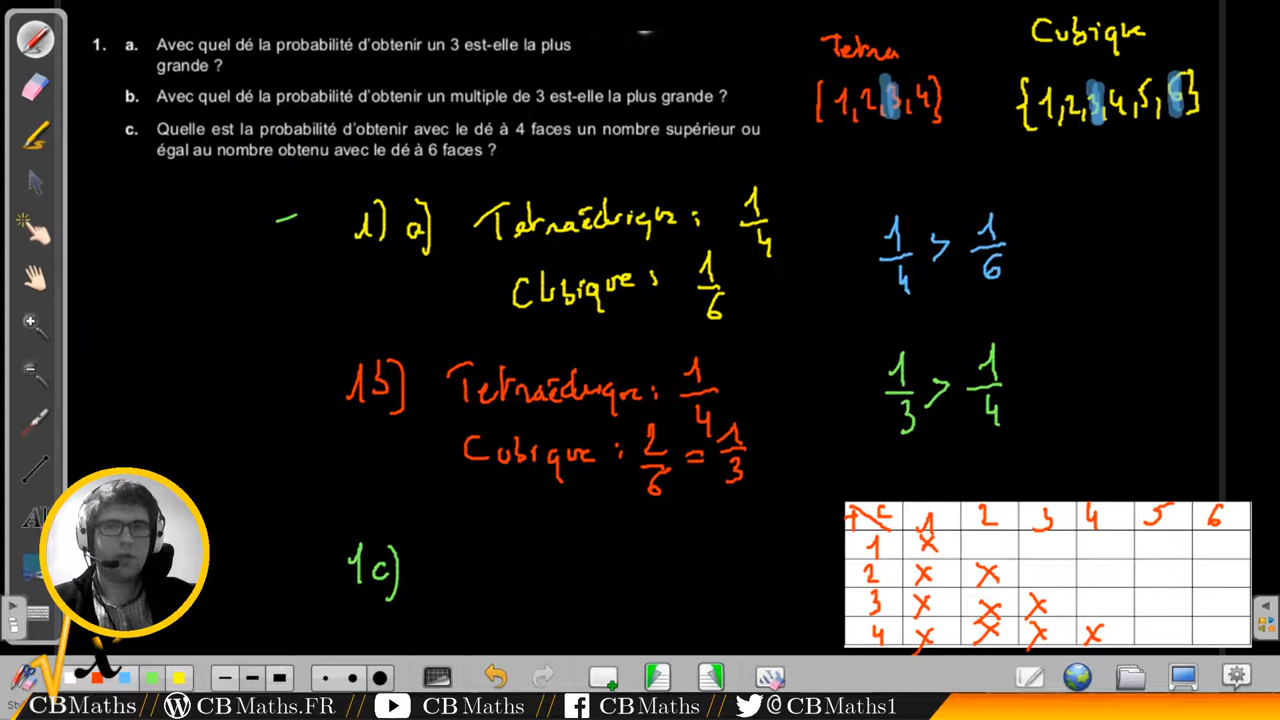 1. a. Avec quel dé la probabilité d'obtenir un 3 est-elle la plus
grande ?
b. Avec quel dé la probabilité d'obtenir un multiple de 3 est-elle la plus grande ?
c. Quelle est la probabilité d'obtenir avec le dé à 4 faces un nombre supérieur ou
égal au nombre obtenu avec le dé à 6 faces ?
Tetra
{1,2,3,4}
Cubique
{1,2,3,4,5,6}
1) a) Tetraédrique : 1/4
Cubique : 1/6
1/4 > 1/6
1b) Tetraédrique : 1/4
Cubique : 2/6 = 1/3
1/3 > 1/4
1c)
T C 1 2 3 4 5 6
1 x
2 x x
3 x x x
4 x x x x
√x
CBMaths CBMaths.FR CBMaths CBMaths @CBMaths1